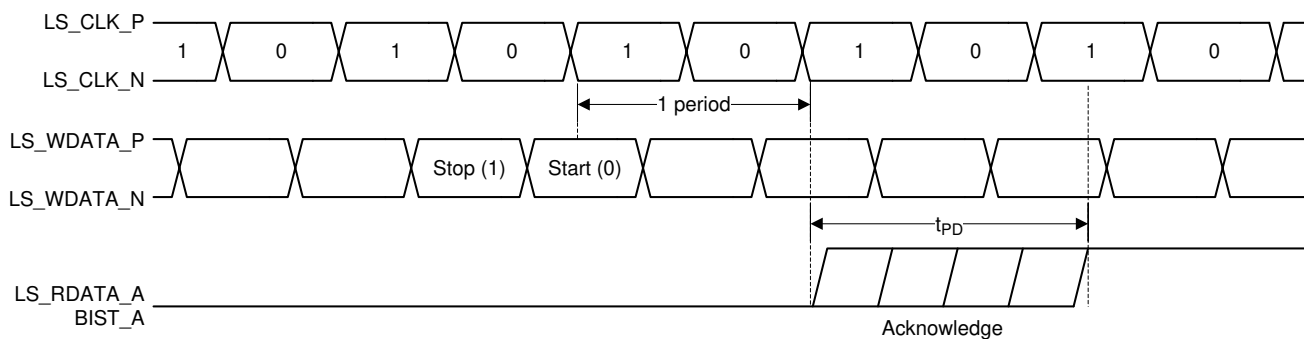 LS_CLK_P
1 0 1 0 1 0 1 0 1 0
LS_CLK_N
1 period
LS_WDATA_P
Stop (1) Start (0)
LS_WDATA_N
tPD
LS_RDATA_A
BIST_A
Acknowledge